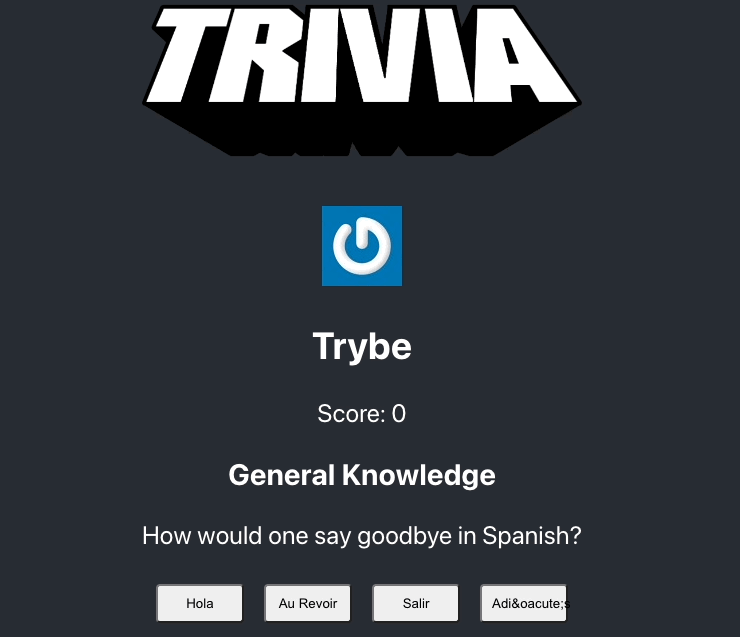 TRIVIA
Trybe
Score: 0
General Knowledge
How would one say goodbye in Spanish?
Hola Au Revoir Salir Adi&oacute;s